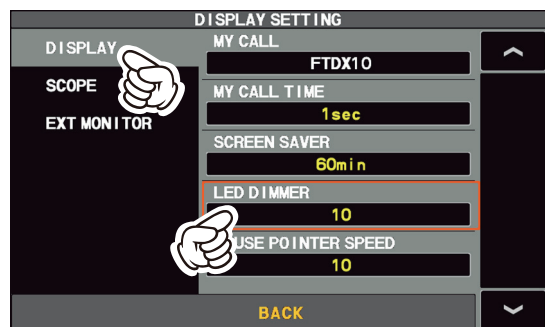 DISPLAY SETTING
DISPLAY
SCOPE
EXT MONITOR
MY CALL
FTDX10
MY CALL TIME
1sec
SCREEN SAVER
60min
LED DIMMER
10
USE POINTER SPEED
10
BACK